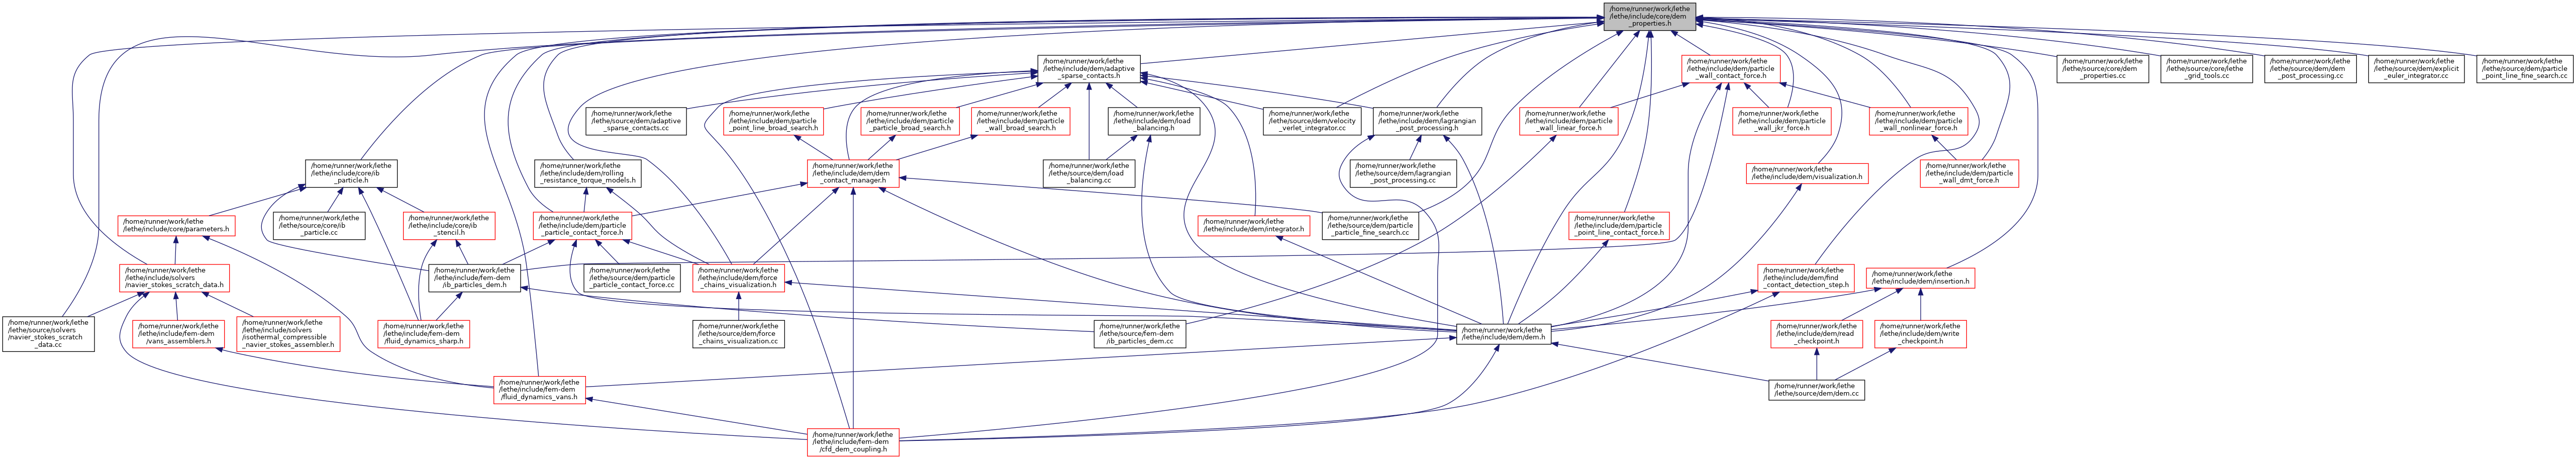 /home/runner/work/lethe
/lethe/include/core/dem
_properties.h
/home/runner/work/lethe
/lethe/include/dem/adaptive
_sparse_contacts.h
/home/runner/work/lethe
/lethe/include/dem/particle
_wall_contact_force.h
/home/runner/work/lethe
/lethe/source/core/dem
_properties.cc
/home/runner/work/lethe
/lethe/source/core/lethe
_grid_tools.cc
/home/runner/work/lethe
/lethe/source/dem/dem
_post_processing.cc
/home/runner/work/lethe
/lethe/source/dem/explicit
_euler_integrator.cc
/home/runner/work/lethe
/lethe/source/dem/particle
_point_line_fine_search.cc
/home/runner/work/lethe
/lethe/source/dem/adaptive
_sparse_contacts.cc
/home/runner/work/lethe
/lethe/include/dem/particle
_point_line_broad_search.h
/home/runner/work/lethe
/lethe/include/dem/particle
_particle_broad_search.h
/home/runner/work/lethe
/lethe/include/dem/particle
_wall_broad_search.h
/home/runner/work/lethe
/lethe/include/dem/load
_balancing.h
/home/runner/work/lethe
/lethe/source/dem/velocity
_verlet_integrator.cc
/home/runner/work/lethe
/lethe/include/dem/lagrangian
_post_processing.h
/home/runner/work/lethe
/lethe/include/dem/particle
_wall_linear_force.h
/home/runner/work/lethe
/lethe/include/dem/particle
_wall_jkr_force.h
/home/runner/work/lethe
/lethe/include/dem/particle
_wall_nonlinear_force.h
/home/runner/work/lethe
/lethe/include/core/ib
_particle.h
/home/runner/work/lethe
/lethe/include/dem/rolling
_resistance_torque_models.h
/home/runner/work/lethe
/lethe/include/dem/dem
_contact_manager.h
/home/runner/work/lethe
/lethe/source/dem/load
_balancing.cc
/home/runner/work/lethe
/lethe/source/dem/lagrangian
_post_processing.cc
/home/runner/work/lethe
/lethe/include/dem/visualization.h
/home/runner/work/lethe
/lethe/include/dem/particle
_wall_dmt_force.h
/home/runner/work/lethe
/lethe/include/core/parameters.h
/home/runner/work/lethe
/lethe/source/core/ib
_particle.cc
/home/runner/work/lethe
/lethe/include/core/ib
_stencil.h
/home/runner/work/lethe
/lethe/include/dem/particle
_particle_contact_force.h
/home/runner/work/lethe
/lethe/include/dem/integrator.h
/home/runner/work/lethe
/lethe/source/dem/particle
_particle_fine_search.cc
/home/runner/work/lethe
/lethe/include/dem/particle
_point_line_contact_force.h
/home/runner/work/lethe
/lethe/include/solvers
/navier_stokes_scratch_data.h
/home/runner/work/lethe
/lethe/include/fem-dem
/ib_particles_dem.h
/home/runner/work/lethe
/lethe/source/dem/particle
_particle_contact_force.cc
/home/runner/work/lethe
/lethe/include/dem/force
_chains_visualization.h
/home/runner/work/lethe
/lethe/include/dem/find
_contact_detection_step.h
/home/runner/work/lethe
/lethe/include/dem/insertion.h
/home/runner/work/lethe
/lethe/source/solvers
/navier_stokes_scratch
_data.cc
/home/runner/work/lethe
/lethe/include/fem-dem
/vans_assemblers.h
/home/runner/work/lethe
/lethe/include/solvers
/isothermal_compressible
_navier_stokes_assembler.h
/home/runner/work/lethe
/lethe/include/fem-dem
/fluid_dynamics_sharp.h
/home/runner/work/lethe
/lethe/source/dem/force
_chains_visualization.cc
/home/runner/work/lethe
/lethe/source/fem-dem
/ib_particles_dem.cc
/home/runner/work/lethe
/lethe/include/dem/dem.h
/home/runner/work/lethe
/lethe/include/dem/read
_checkpoint.h
/home/runner/work/lethe
/lethe/include/dem/write
_checkpoint.h
/home/runner/work/lethe
/lethe/include/fem-dem
/fluid_dynamics_vans.h
/home/runner/work/lethe
/lethe/source/dem/dem.cc
/home/runner/work/lethe
/lethe/include/fem-dem
/cfd_dem_coupling.h